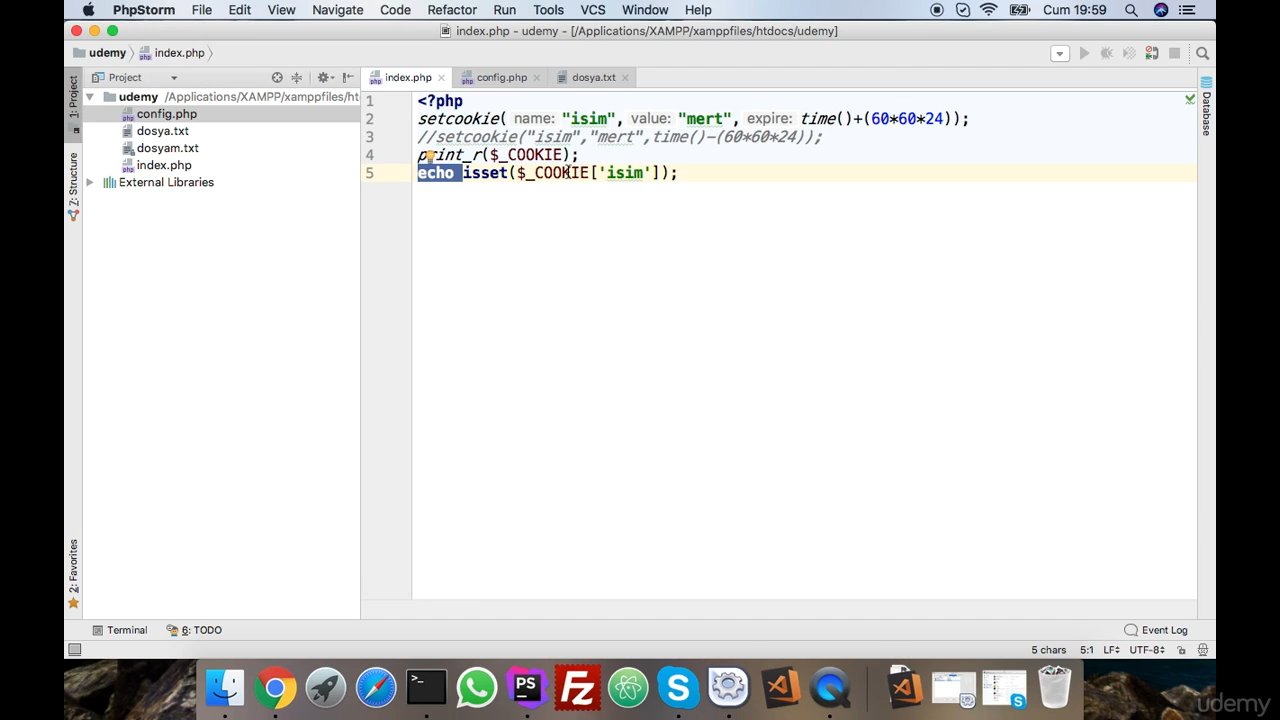 PhpStorm File Edit View Navigate Code Refactor Run Tools VCS Window Help Cum 19:59
index.php - udemy - [/Applications/XAMPP/xamppfiles/htdocs/udemy]
udemy index.php
Project index.php config.php dosya.txt
udemy /Applications/XAMPP/xamppfiles/ht
config.php
dosya.txt
dosyam.txt
index.php
External Libraries
1: Project
7: Structure
2: Favorites
1 <?php
2 setcookie( name: "isim", value: "mert", expire: time()+(60*60*24));
3 //setcookie("isim","mert",time()-(60*60*24));
4 print_r($_COOKIE);
5 echo isset($_COOKIE['isim']);
Database
Terminal 6: TODO Event Log
5 chars 5:1 LF÷ UTF-8÷
PS Fz S
udemy